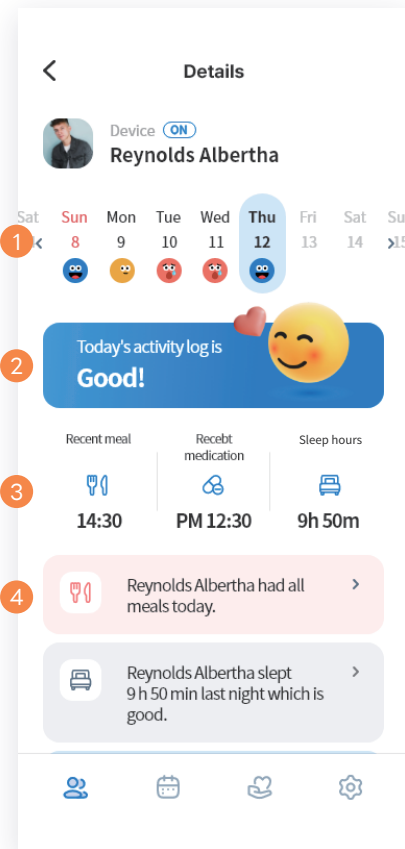 Details
Device ON
Reynolds Albertha
Sat Sun Mon Tue Wed Thu Fri Sat Su
1 8 9 10 11 12 13 14 15
Today's activity log is
2
Good!
Recent meal Recebt medication Sleep hours
3
14:30 PM 12:30 9h 50m
4
Reynolds Albertha had all
meals today.
Reynolds Albertha slept
9 h 50 min last night which is
good.